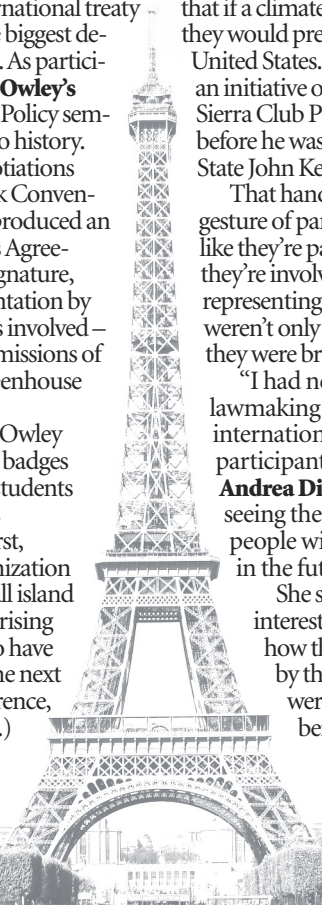 rnational treaty
e biggest de-
. As partici-
Owley’s
Policy sem-
o history.
otiations
k Conven-
produced an
s Agree-
gnature,
ntation by
s involved –
missions of
eenhouse
Owley
badges
tudents
rst,
nization
ll island
rising
o have
he next
rence,
.)
that if a climate
they would pre
United States.
an initiative o
Sierra Club P
before he was
State John Ke
That hand
gesture of par
like they’re pa
they’re involv
representing
weren’t only
they were br
“I had no
lawmaking
internation
participant
Andrea Di
seeing the
people wi
in the fut
She s
interest
how th
by th
wer
be